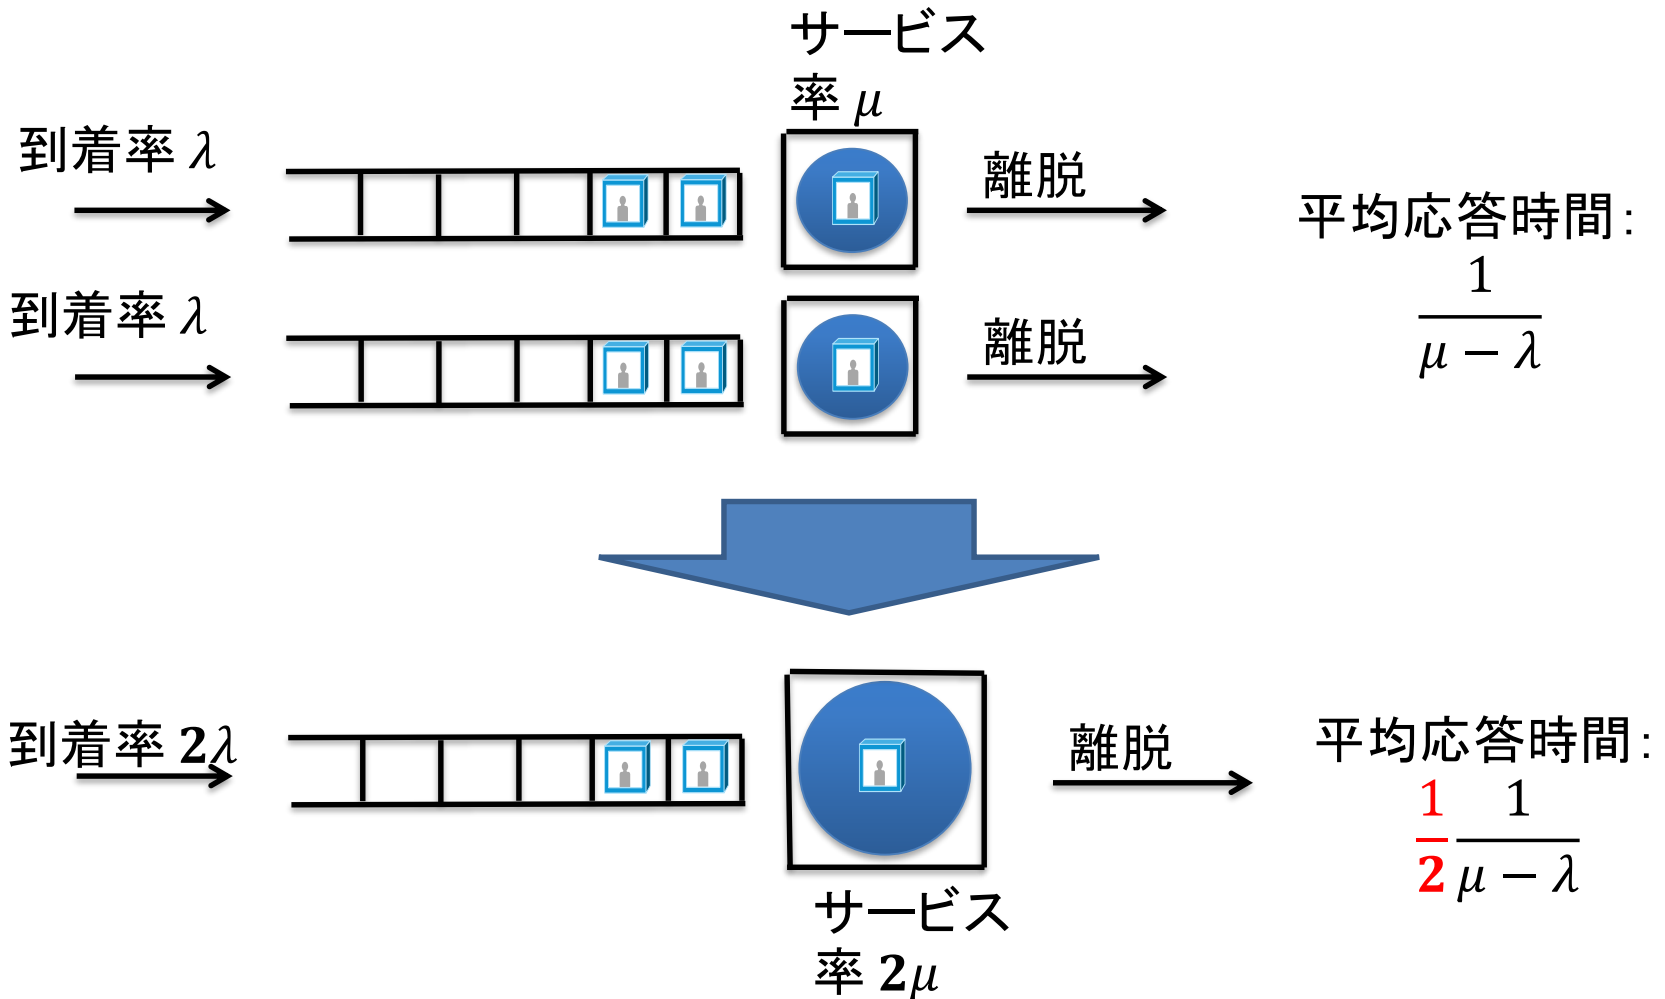 サービス
率 μ
到着率 λ
離脱
平均応答時間:
1
μ − λ
到着率 λ
離脱
到着率 2λ
離脱
平均応答時間:
1 1
2 μ − λ
サービス
率 2μ